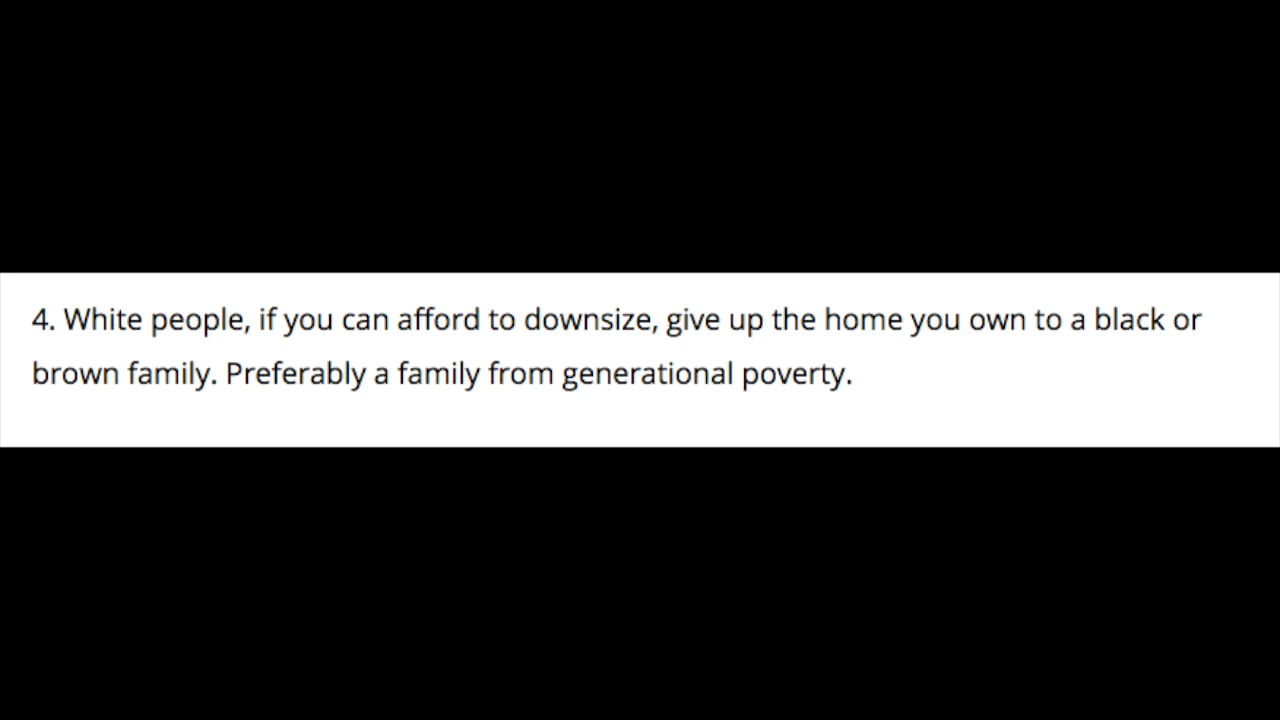 4. White people, if you can afford to downsize, give up the home you own to a black or
brown family. Preferably a family from generational poverty.